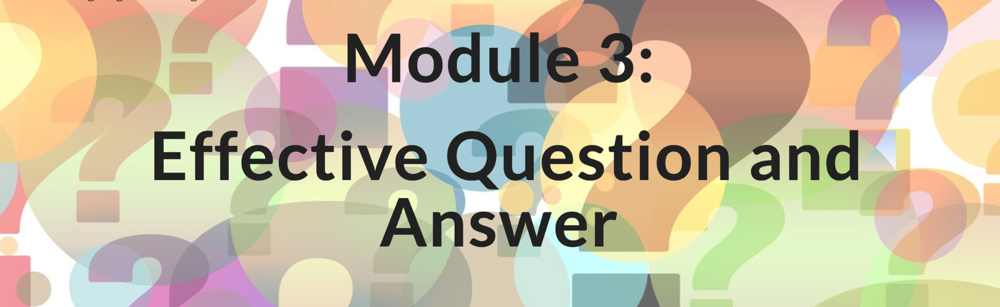 Module 3:
Effective Question and
Answer